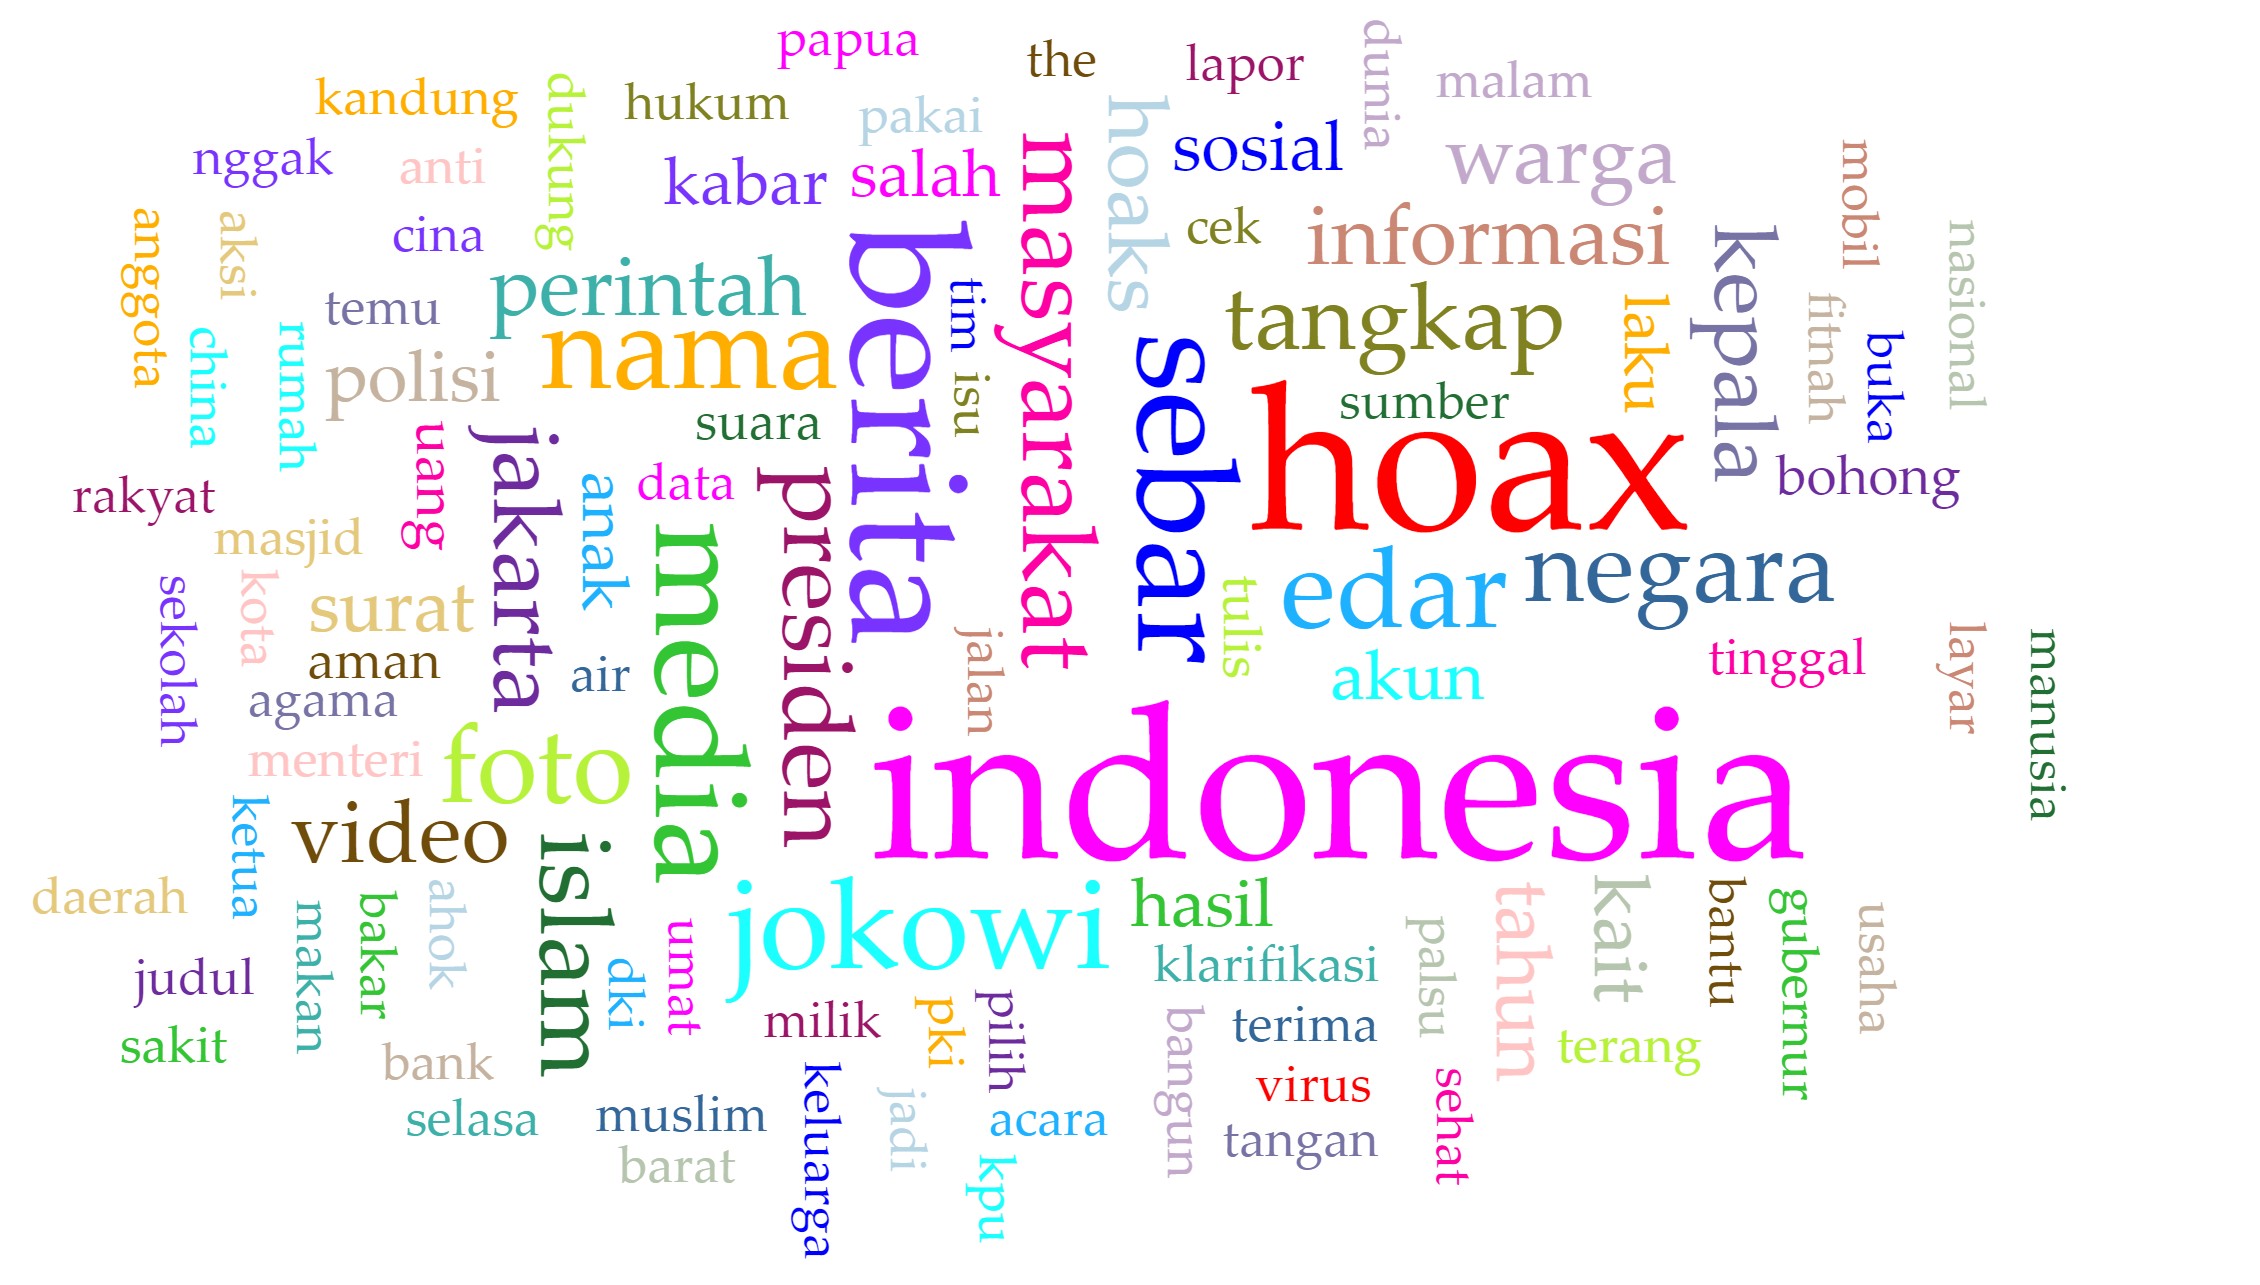 papua
the
lapor
dunia
malam
kandung
dukung
hukum
pakai
hoaks
sosial
warga
nggak
anti
kabar
salah
masyarakat
mobil
anggota
aksi
cina
berita
cek
informasi
kepala
nasional
temu
perintah
tim
tangkap
laku
fitnah
buka
china
rumah
polisi
nama
isu
sebar
sumber
hoax
suara
bohong
rakyat
uang
jakarta
anak
data
presiden
masjid
media
edar
negara
sekolah
kota
surat
tulis
aman
air
jalan
akun
tinggal
layar
manusia
agama
menteri
foto
indonesia
ketua
video
islam
daerah
makan
bakar
ahok
umat
jokowi
hasil
palsu
tahun
kait
bantu
gubernur
usaha
judul
dki
klarifikasi
sakit
bank
milik
pki
pilih
bangun
terima
terang
selasa
muslim
keluarga
jadi
acara
virus
sehat
barat
kpu
tangan